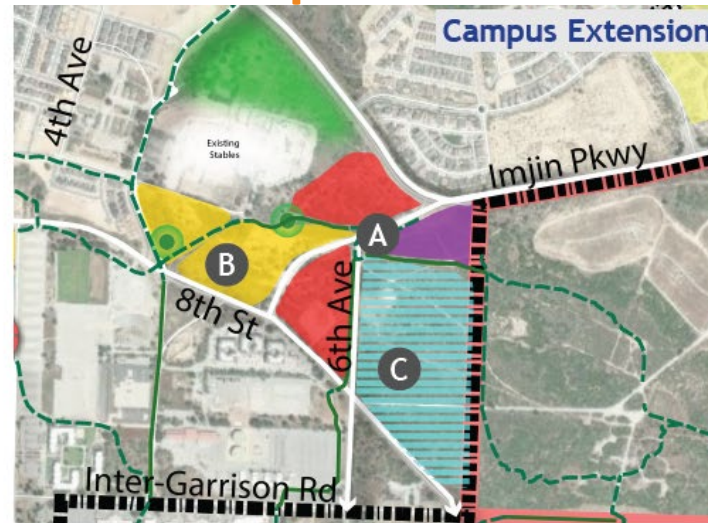 Campus Extension
4th Ave
Existing
Stables
Imjin Pkwy
A
B
6th Ave
8th St
C
Inter-Garrison Rd